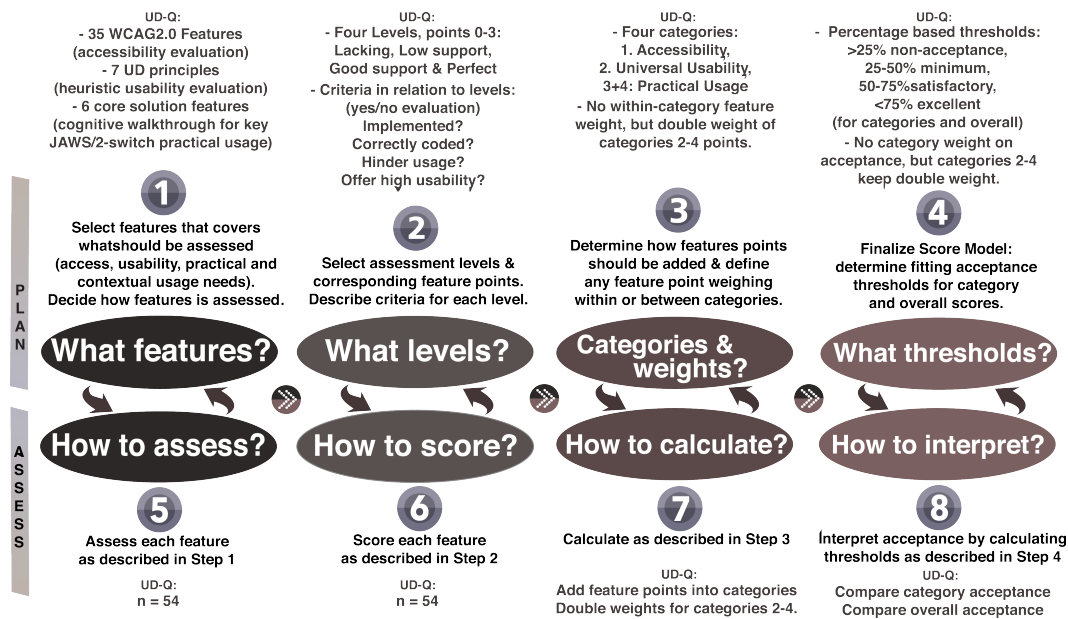 UD-Q:
- 35 WCAG2.0 Features
(accessibility evaluation)
- 7 UD principles
(heuristic usability evaluation)
- 6 core solution features
(cognitive walkthrough for key
JAWS/2-switch practical usage)
1
Select features that covers
whatshould be assessed
(access, usability, practical and
contextual usage needs).
Decide how features is assessed.
What features?
UD-Q:
- Four Levels, points 0-3:
Lacking, Low support,
Good support & Perfect
- Criteria in relation to levels:
(yes/no evaluation)
Implemented?
Correctly coded?
Hinder usage?
Offer high usability?
2
Select assessment levels &
corresponding feature points.
Describe criteria for each level.
What levels?
UD-Q:
- Four categories:
1. Accessibility,
2. Universal Usability,
3+4: Practical Usage
- No within-category feature
weight, but double weight of
categories 2-4 points.
3
Determine how features points
should be added & define
any feature point weighing
within or between categories.
Categories &
weights?
UD-Q:
- Percentage based thresholds:
>25% non-acceptance,
25-50% minimum,
50-75%satisfactory,
<75% excellent
(for categories and overall)
- No category weight on
acceptance, but categories 2-4
keep double weight.
4
Finalize Score Model:
determine fitting acceptance
thresholds for category
and overall scores.
What thresholds?
PLAN
ASSESS
How to assess?
5
Assess each feature
as described in Step 1
UD-Q:
n = 54
How to score?
6
Score each feature
as described in Step 2
UD-Q:
n = 54
How to calculate?
7
Calculate as described in Step 3
UD-Q:
Add feature points into categories
Double weights for categories 2-4.
How to interpret?
8
Interpret acceptance by calculating
thresholds as described in Step 4
UD-Q:
Compare category acceptance
Compare overall acceptance